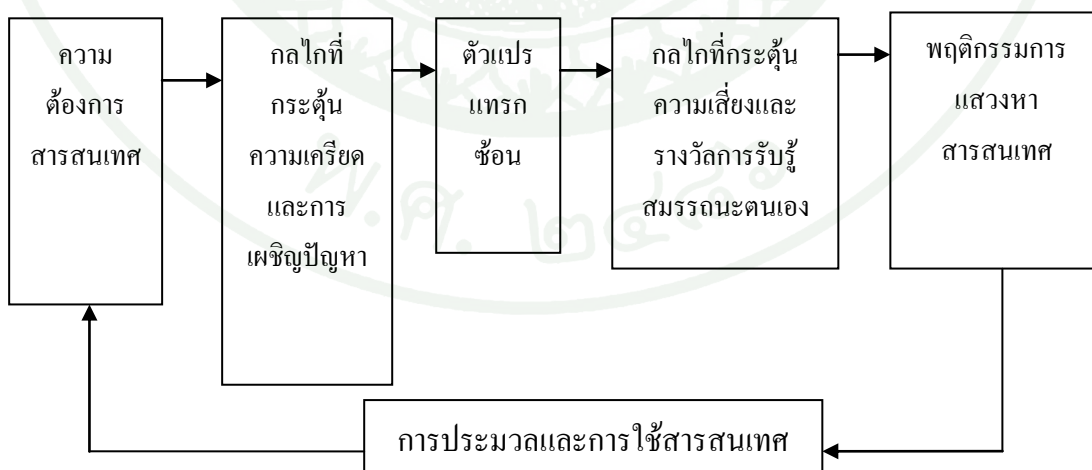 ความ
ต้องการ
สารสนเทศ
กลไกที่
กระตุ้น
ความเครียด
และการ
เผชิญปัญหา
ตัวแปร
แทรก
ซ้อน
กลไกที่กระตุ้น
ความเสี่ยงและ
รางวัลการรับรู้
สมรรถนะตนเอง
พฤติกรรมการ
แสวงหา
สารสนเทศ
การประมวลและการใช้สารสนเทศ
พ.ศ. ๒๔๘๖